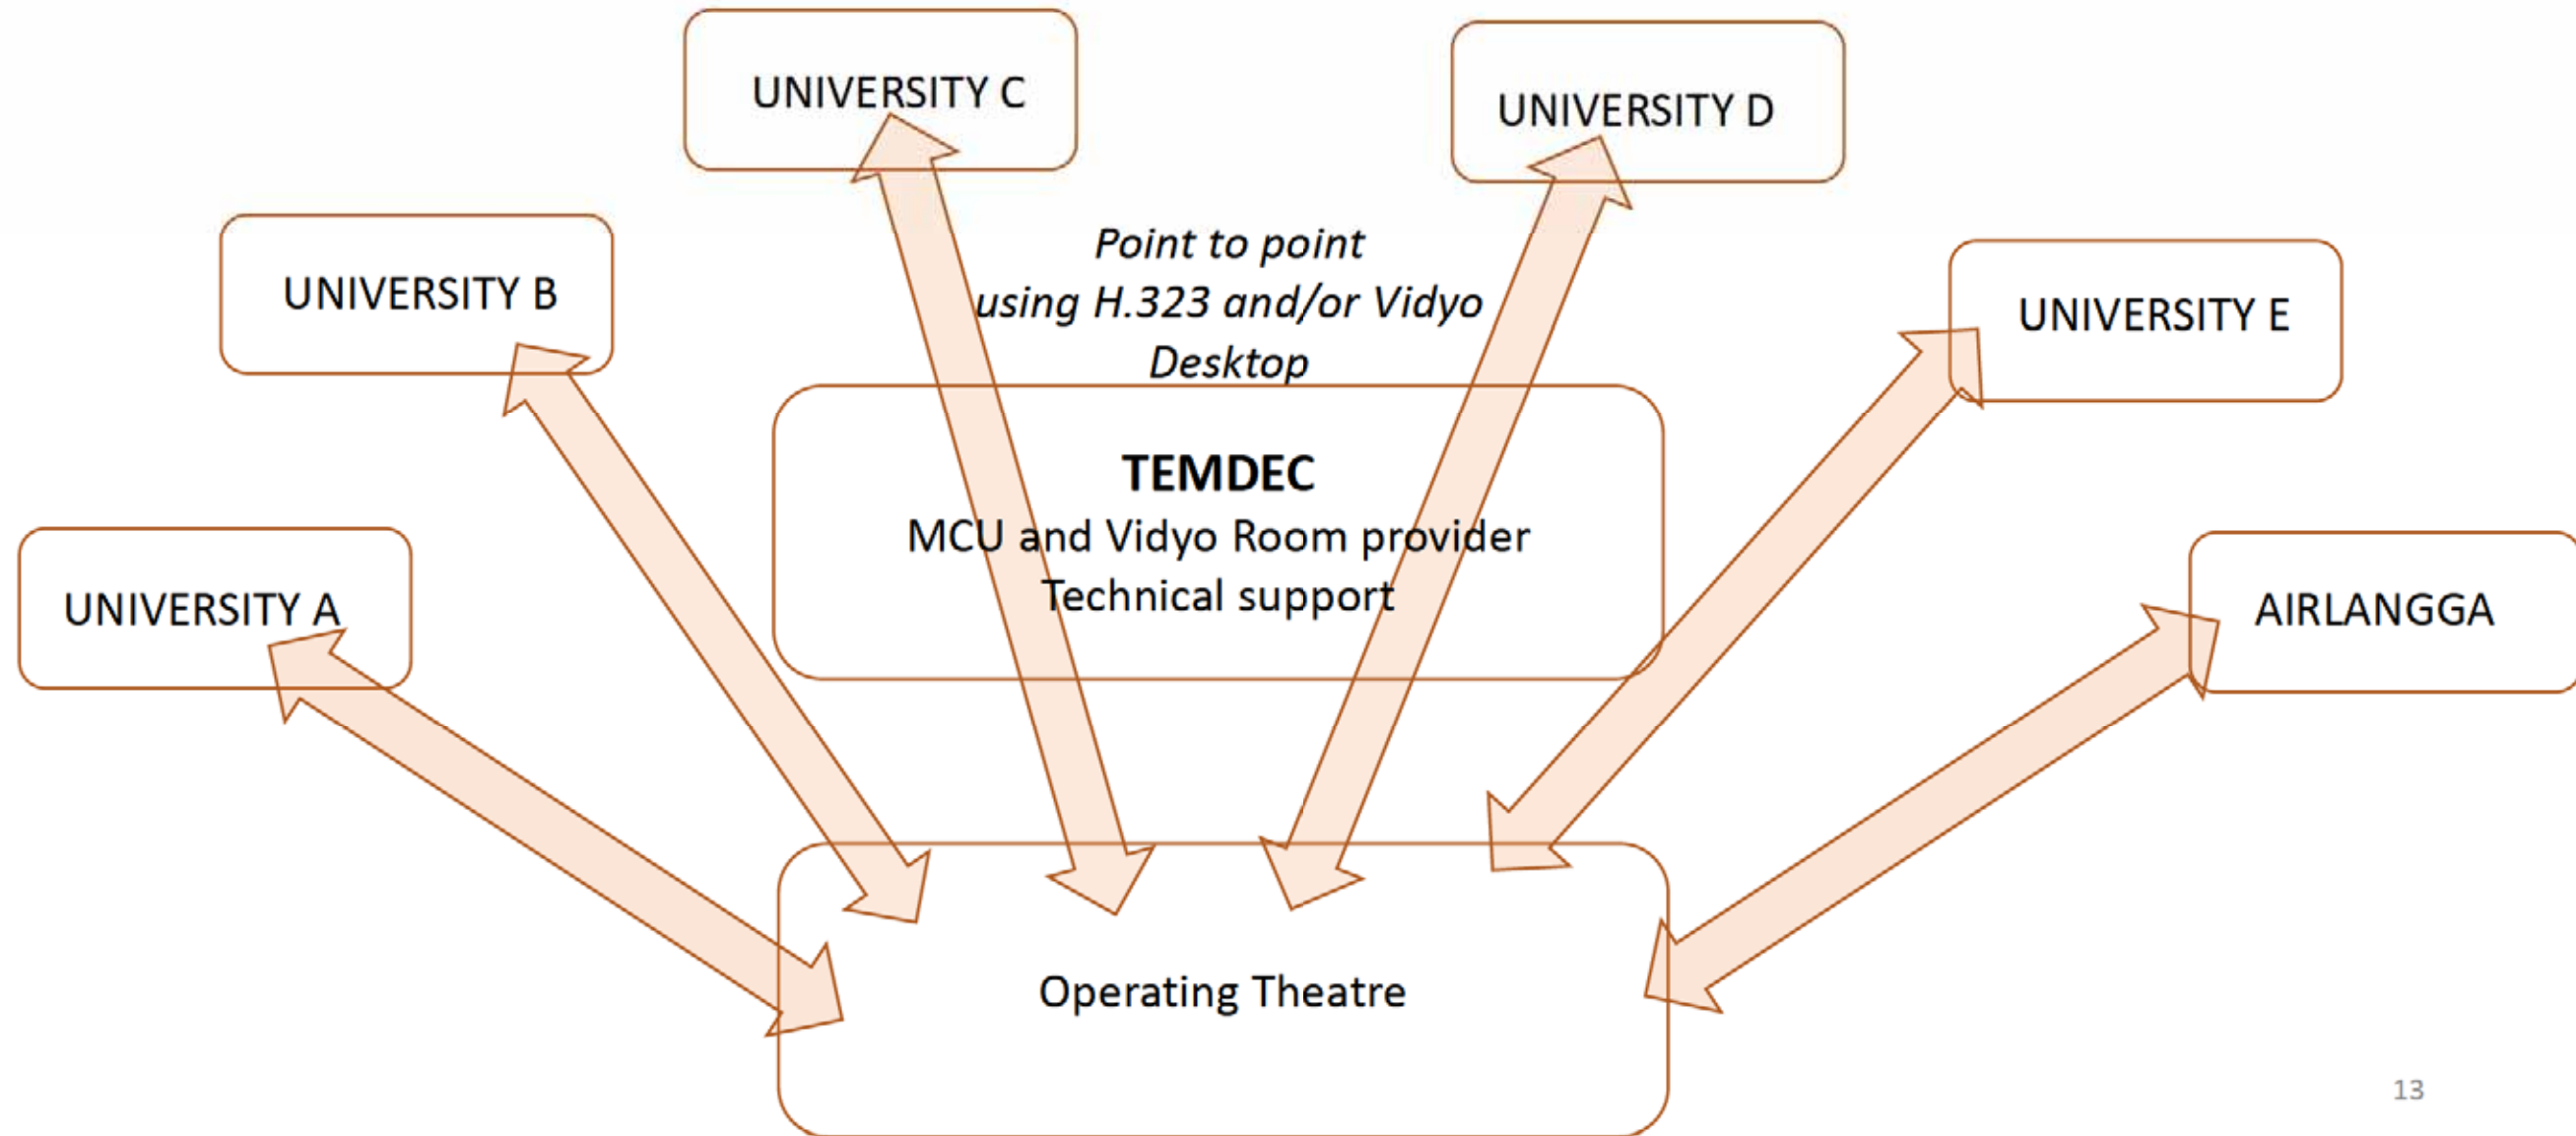 UNIVERSITY C
UNIVERSITY D
UNIVERSITY B
Point to point
using H.323 and/or Vidyo
Desktop
UNIVERSITY E
UNIVERSITY A
TEMDEC
MCU and Vidyo Room provider
Technical support
AIRLANGGA
Operating Theatre
13